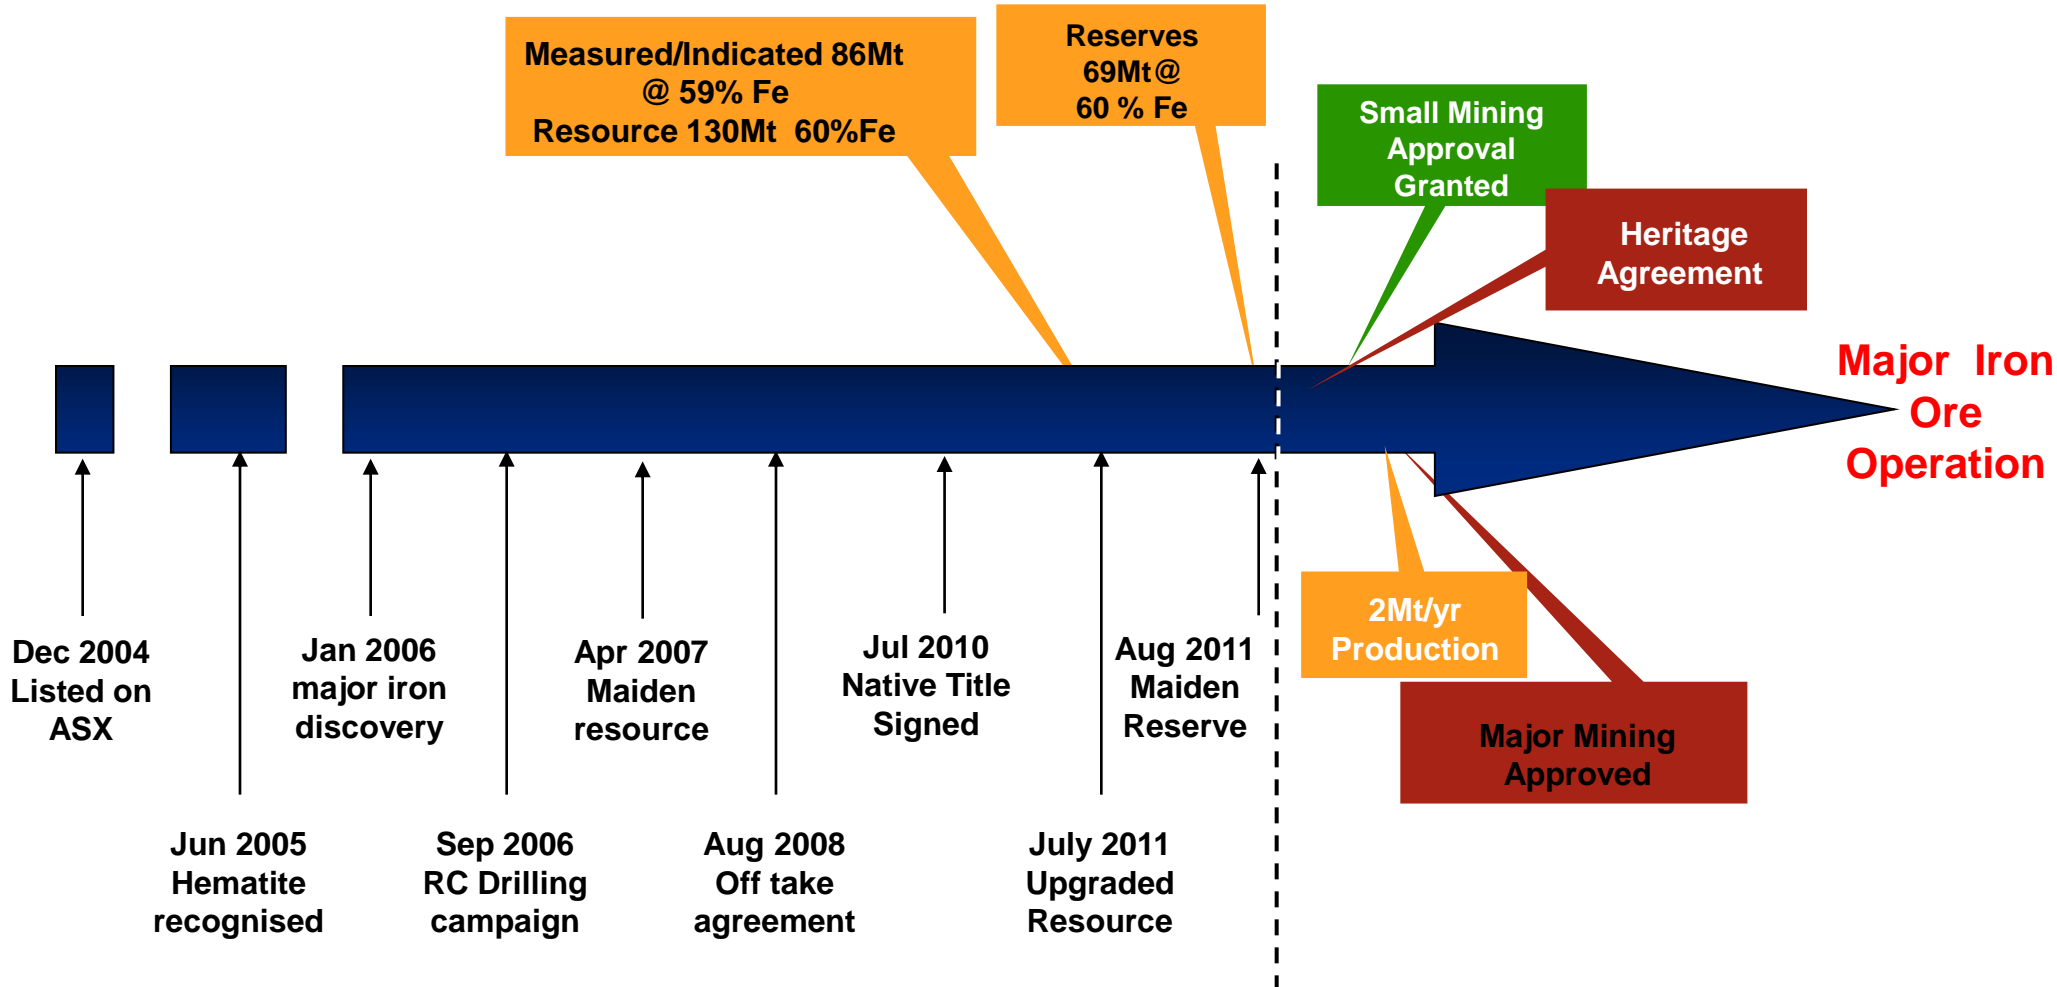 Measured/Indicated 86Mt
@ 59% Fe
Resource 130Mt  60%Fe
Reserves
69Mt@
60 % Fe
Small Mining
Approval
Granted
Heritage
Agreement
Major  Iron
Ore
Operation
2Mt/yr
Production
Major Mining
Approved
Dec 2004
Listed on
ASX
Jan 2006
major iron
discovery
Apr 2007
Maiden
resource
Jul 2010
Native Title
Signed
Aug 2011
Maiden
Reserve
Jun 2005
Hematite
recognised
Sep 2006
RC Drilling
campaign
Aug 2008
Off take
agreement
July 2011
Upgraded
Resource